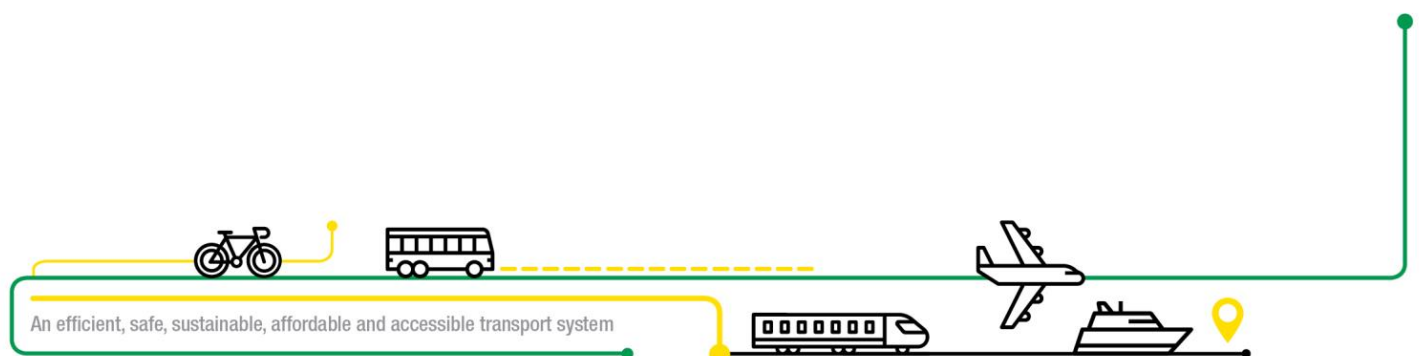 An efficient, safe, sustainable, affordable and accessible transport system